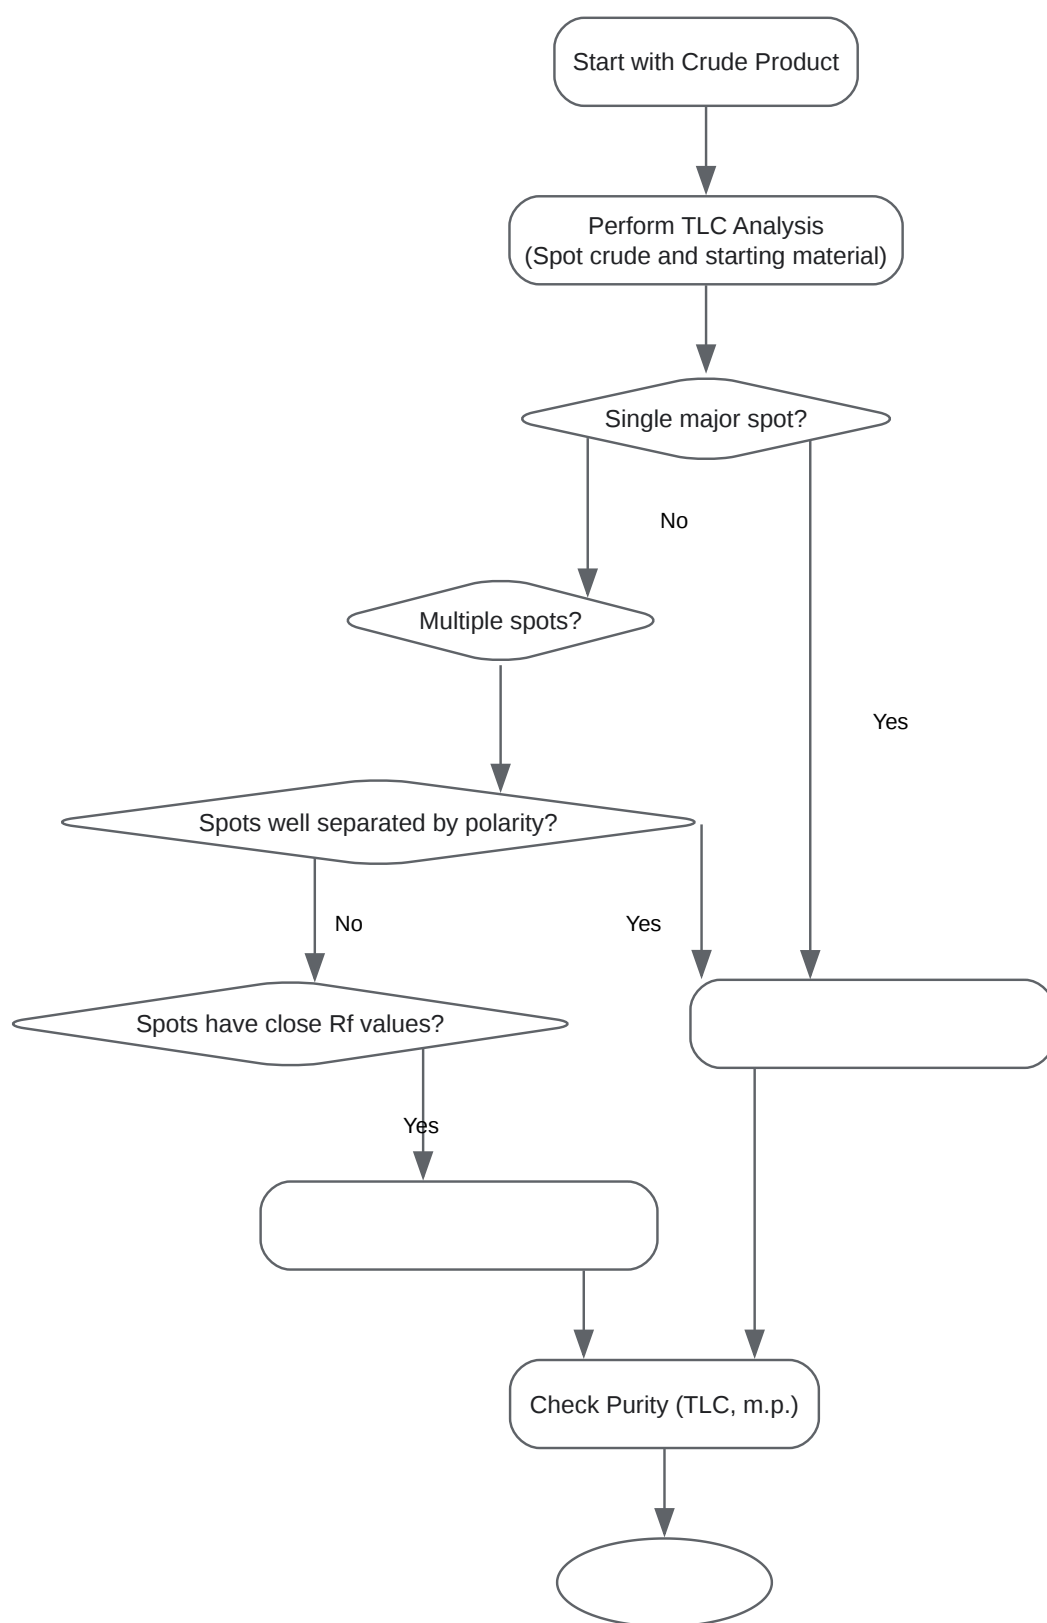 Start with Crude Product
Perform TLC Analysis
(Spot crude and starting material)
Single major spot?
No
Multiple spots?
Yes
Spots well separated by polarity?
No
Yes
Spots have close Rf values?
Yes
Check Purity (TLC, m.p.)